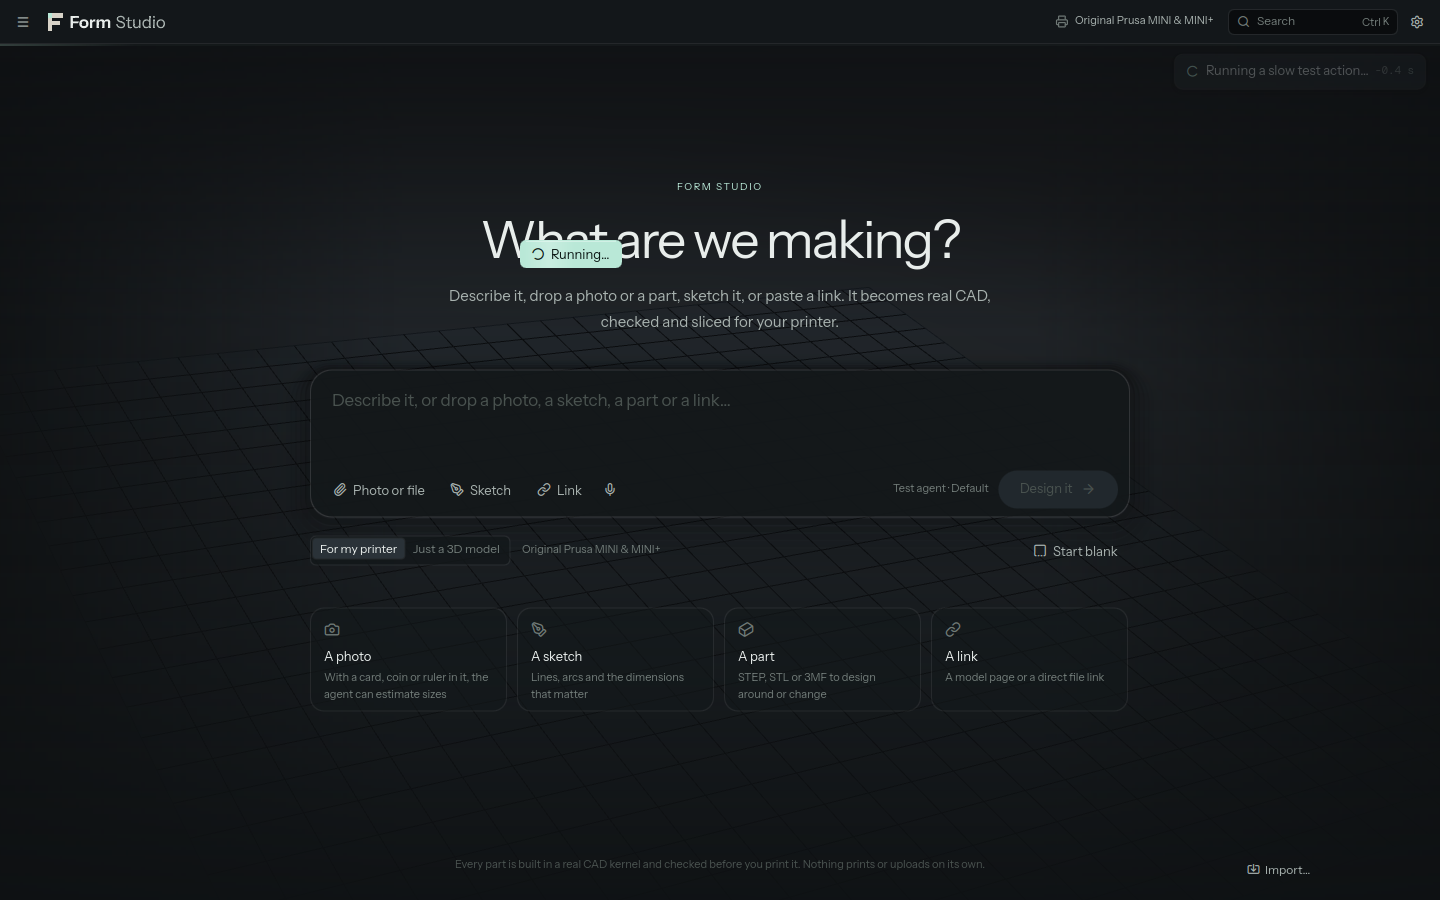 Form Studio
Original Prusa MINI & MINI+
Search
Ctrl K
Running a slow test action...
-0.4 s
FORM STUDIO
What are we making?
Running...
Describe it, drop a photo or a part, sketch it, or paste a link. It becomes real CAD,
checked and sliced for your printer.
Describe it, or drop a photo, a sketch, a part or a link...
Photo or file
Sketch
Link
Test agent · Default
Design it
For my printer
Just a 3D model
Original Prusa MINI & MINI+
Start blank
A photo
With a card, coin or ruler in it, the
agent can estimate sizes
A sketch
Lines, arcs and the dimensions
that matter
A part
STEP, STL or 3MF to design
around or change
A link
A model page or a direct file link
Every part is built in a real CAD kernel and checked before you print it. Nothing prints or uploads on its own.
Import...